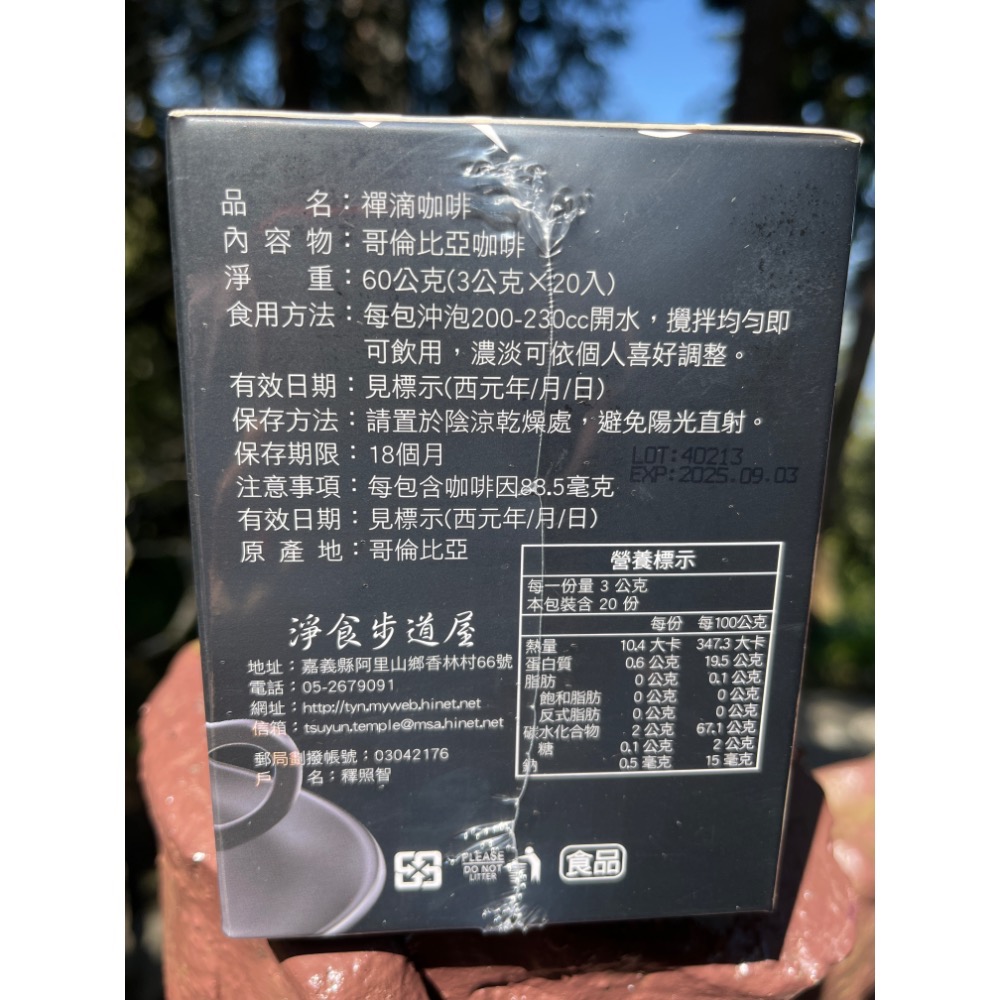 品 名：禪滴咖啡
內 容 物：哥倫比亞咖啡
淨 重：60公克(3公克×20入)
食用方法：每包沖泡200-230cc開水，攪拌均勻即
可飲用，濃淡可依個人喜好調整。
有效日期：見標示(西元年/月/日)
保存方法：請置於陰涼乾燥處，避免陽光直射。
保存期限：18個月
LOT:40213
EXP:2025.09.03
注意事項：每包含咖啡因88.5毫克
有效日期：見標示(西元年/月/日)
原 產 地：哥倫比亞
淨食步道屋
地址：嘉義縣阿里山鄉香林村66號
電話：05-2679091
網址：http://tyn.myweb.hinet.net
信箱：tsuyun.temple@msa.hinet.net
郵局劃撥帳號：03042176
戶 名：釋照智
營養標示
每一份量 3 公克
本包裝含 20 份
每份 每100公克
熱量 10.4 大卡 347.3 大卡
蛋白質 0.6 公克 19.5 公克
脂肪 0 公克 0.1 公克
飽和脂肪 0 公克 0 公克
反式脂肪 0 公克 0 公克
碳水化合物 2 公克 67.1 公克
糖 0.1 公克 2 公克
鈉 0.5 毫克 15 毫克
PLEASE
DO NOT
LITTER
食品